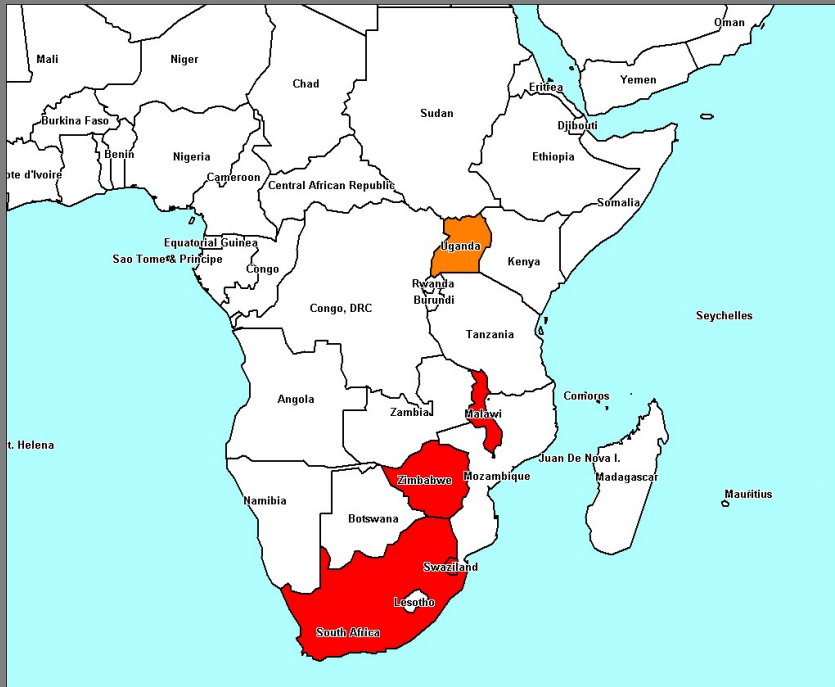 Oman
Mali
Niger
Chad
Yemen
Eritrea
Sudan
Burkina Faso
Djibouti
Benin
Nigeria
Ethiopia
ote d'Ivoire
Cameroon
Central African Republic
Somalia
Equatorial Guinea
Uganda
Sao Tome & Principe
Congo
Kenya
Rwanda
Burundi
Congo, DRC
Seychelles
Tanzania
Angola
Comoros
Zambia
Malawi
t. Helena
Juan De Nova I.
Zimbabwe
Mozambique
Madagascar
Namibia
Mauritius
Botswana
Swaziland
Lesotho
South Africa